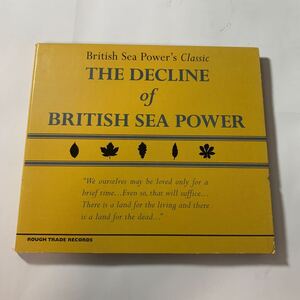 British Sea Power's Classic
THE DECLINE
of
BRITISH SEA POWER
"We ourselves may be loved only for a
brief time...Even so, that will suffice...
There is a land for the living and there
is a land for the dead..."
ROUGH TRADE RECORDS